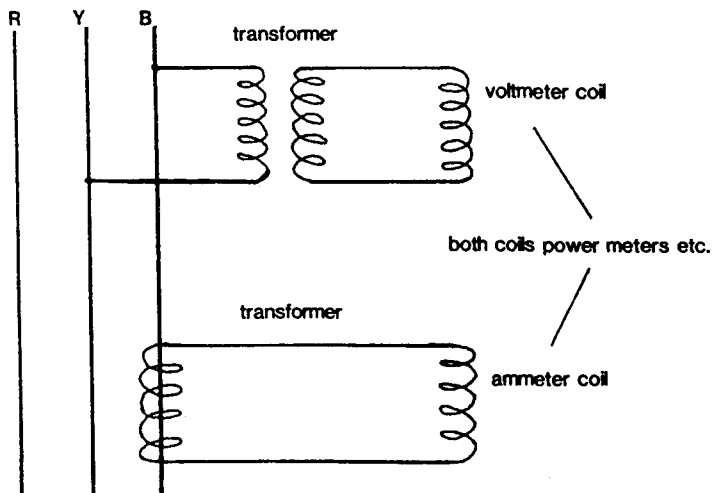 R Y B
transformer
voltmeter coil
both coils power meters etc.
transformer
ammeter coil